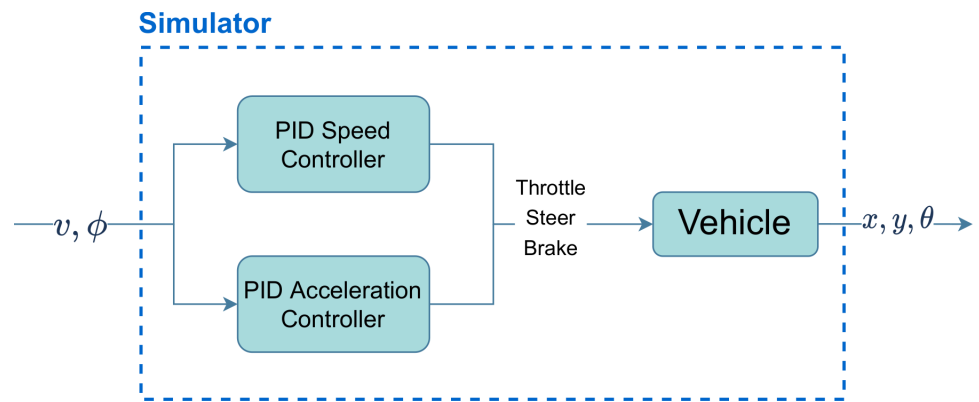 Simulator
PID Speed
Controller
v, ϕ
Throttle
Steer
Brake
Vehicle
x, y, θ
PID Acceleration
Controller